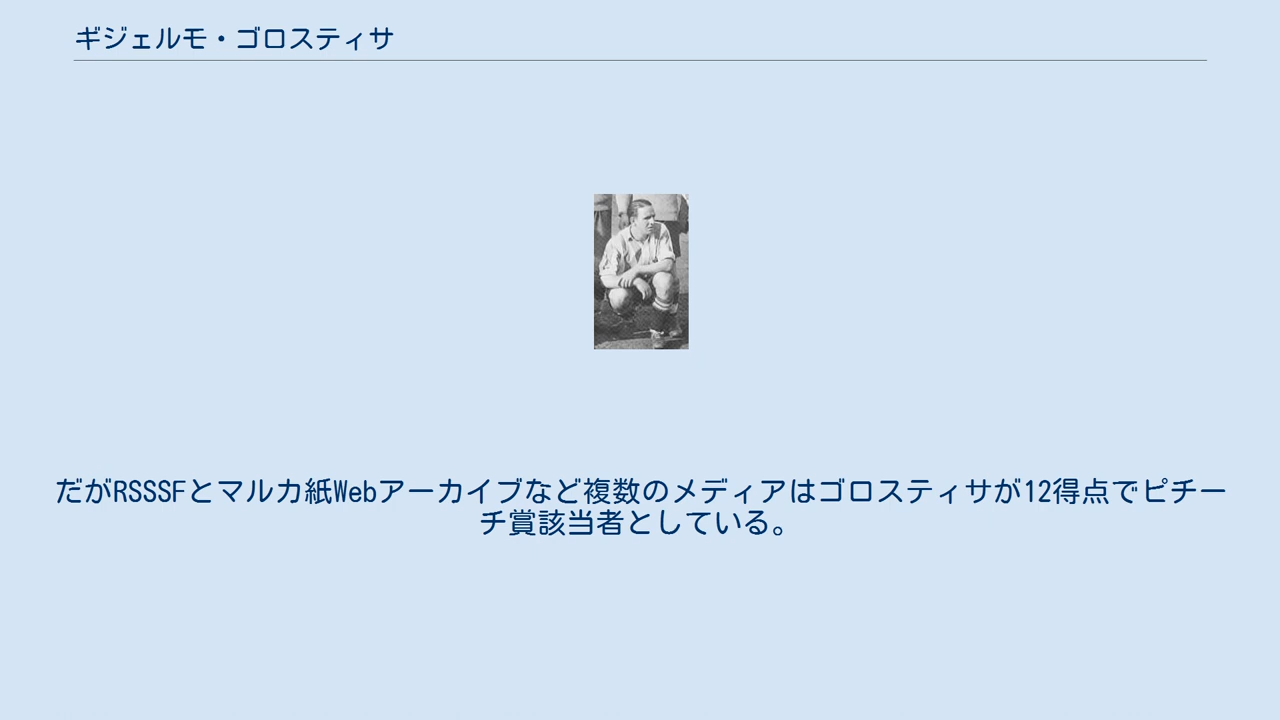 ギジェルモ・ゴロスティサ
だがRSSSFとマルカ紙Webアーカイブなど複数のメディアはゴロスティサが12得点でピチー
チ賞該当者としている。